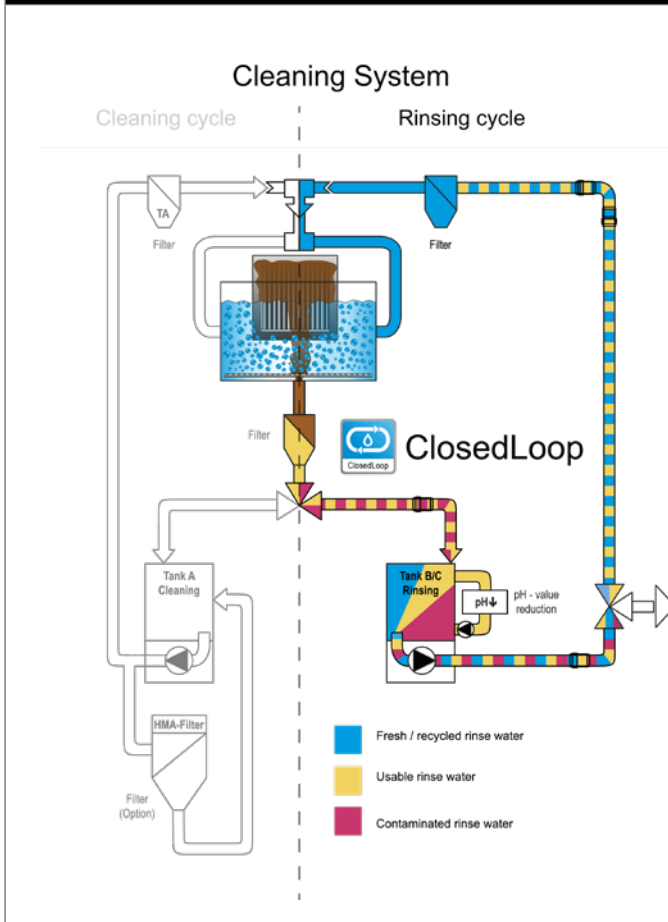 Cleaning System
Cleaning cycle
Rinsing cycle
TA
Filter
Filter
Filter
ClosedLoop
ClosedLoop
Tank A
Cleaning
Tank B/C
Rinsing
pH
pH - value
reduction
HMA-Filter
Filter
(Option)
Fresh / recycled rinse water
Usable rinse water
Contaminated rinse water